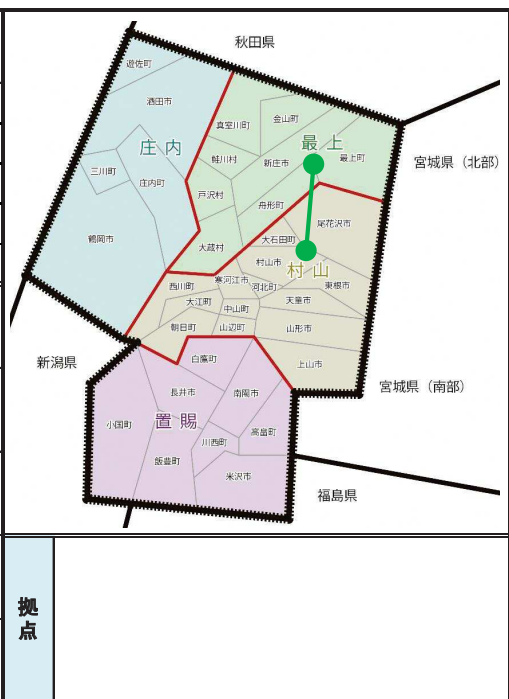 秋田県
遊佐町
酒田市
真室川町
金山町
庄内
最上
鮭川村
新庄市
最上町
宮城県（北部）
三川町
庄内町
戸沢村
舟形町
尾花沢市
鶴岡市
大蔵村
大石田町
村山市
村山
西川町
寒河江市
河北町
東根市
大江町
中山町
天童市
朝日町
山辺町
山形市
新潟県
白鷹町
上山市
宮城県（南部）
長井市
南陽市
小国町
置賜
高畠町
川西町
飯豊町
米沢市
福島県
拠
点